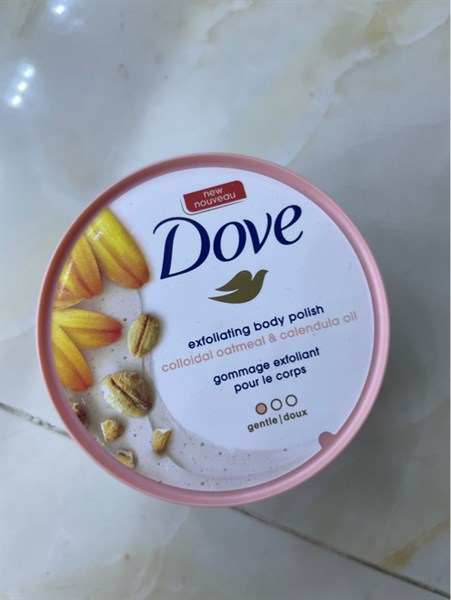 new
nouveau
Dove
exfoliating body polish
colloidal oatmeal & calendula oil
gommage exfoliant
pour le corps
gentle | doux